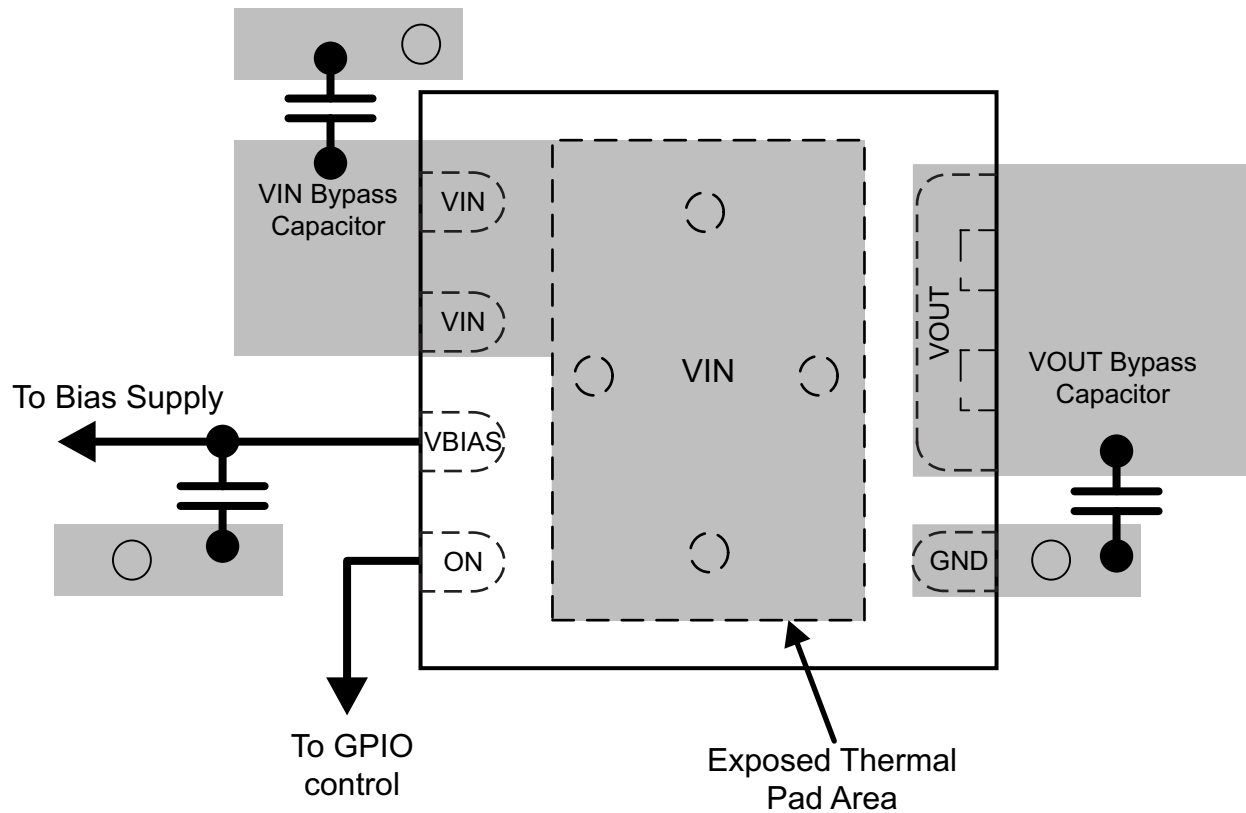 VIN Bypass
Capacitor
VIN
VIN
VIN
VOUT
VOUT Bypass
Capacitor
To Bias Supply
VBIAS
ON
GND
To GPIO
control
Exposed Thermal
Pad Area